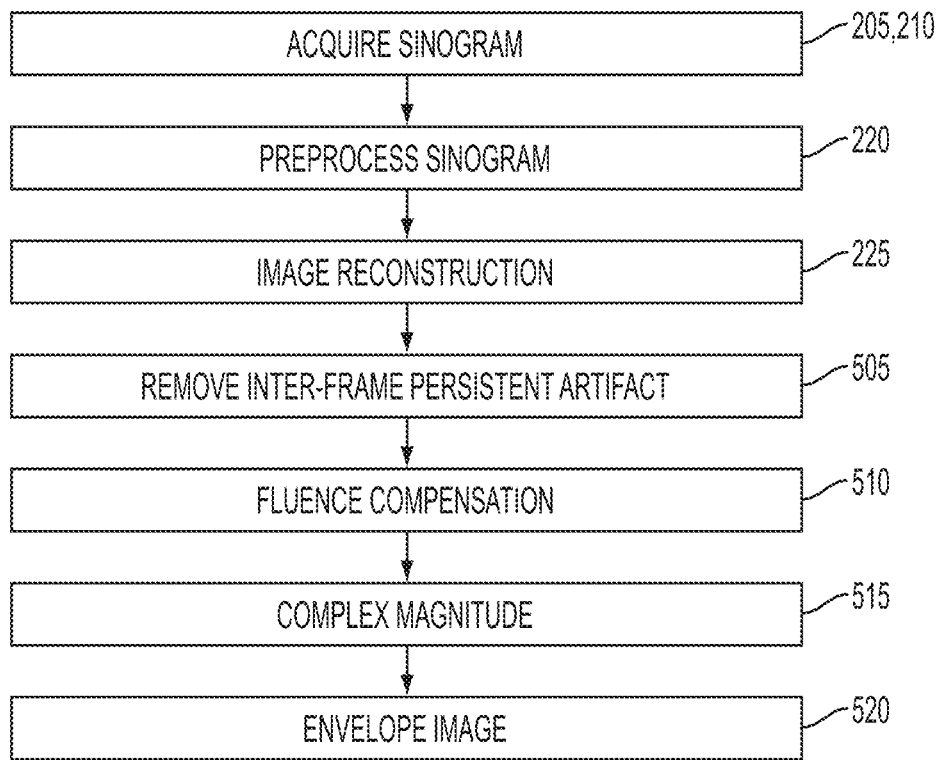 ACQUIRE SINOGRAM 205,210
PREPROCESS SINOGRAM 220
IMAGE RECONSTRUCTION 225
REMOVE INTER-FRAME PERSISTENT ARTIFACT 505
FLUENCE COMPENSATION 510
COMPLEX MAGNITUDE 515
ENVELOPE IMAGE 520